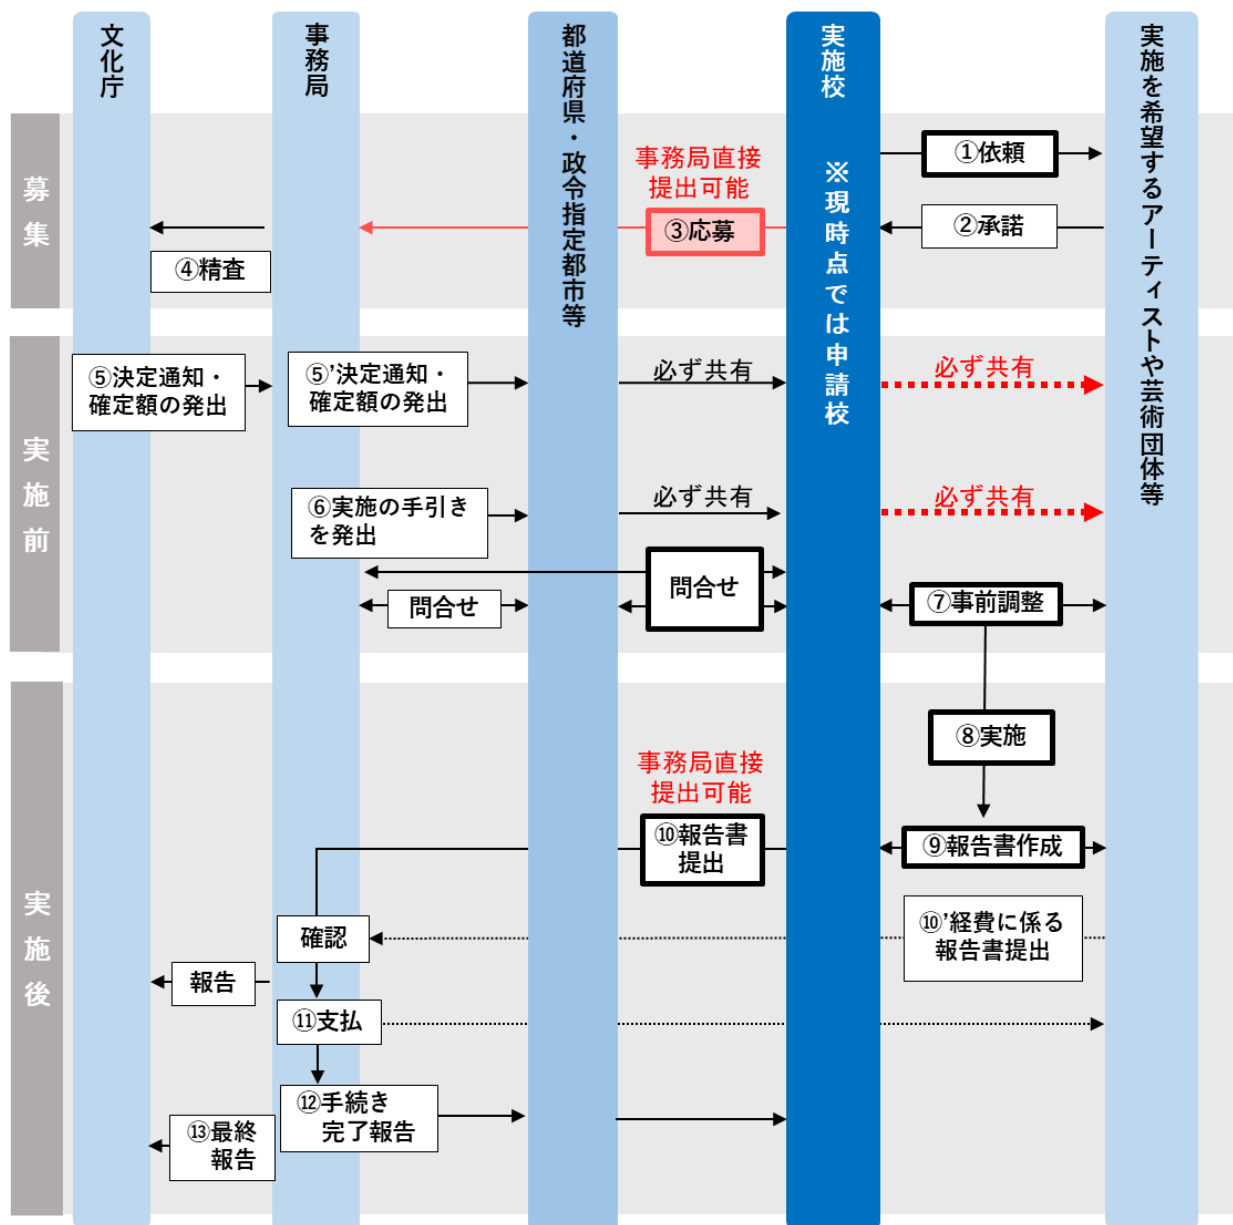 文化庁
事務局
都道府県・政令指定都市等
実施校 ※現時点では申請校
実施を希望するアーティストや芸術団体等
募集
①依頼
事務局直接
提出可能
③応募
②承諾
④精査
実施前
⑤決定通知・
確定額の発出
⑤’決定通知・
確定額の発出
必ず共有
必ず共有
⑥実施の手引き
を発出
必ず共有
必ず共有
問合せ
問合せ
⑦事前調整
実施後
⑧実施
事務局直接
提出可能
⑩報告書
提出
⑨報告書作成
⑩’経費に係る
報告書提出
確認
報告
⑪支払
⑫手続き
完了報告
⑬最終
報告